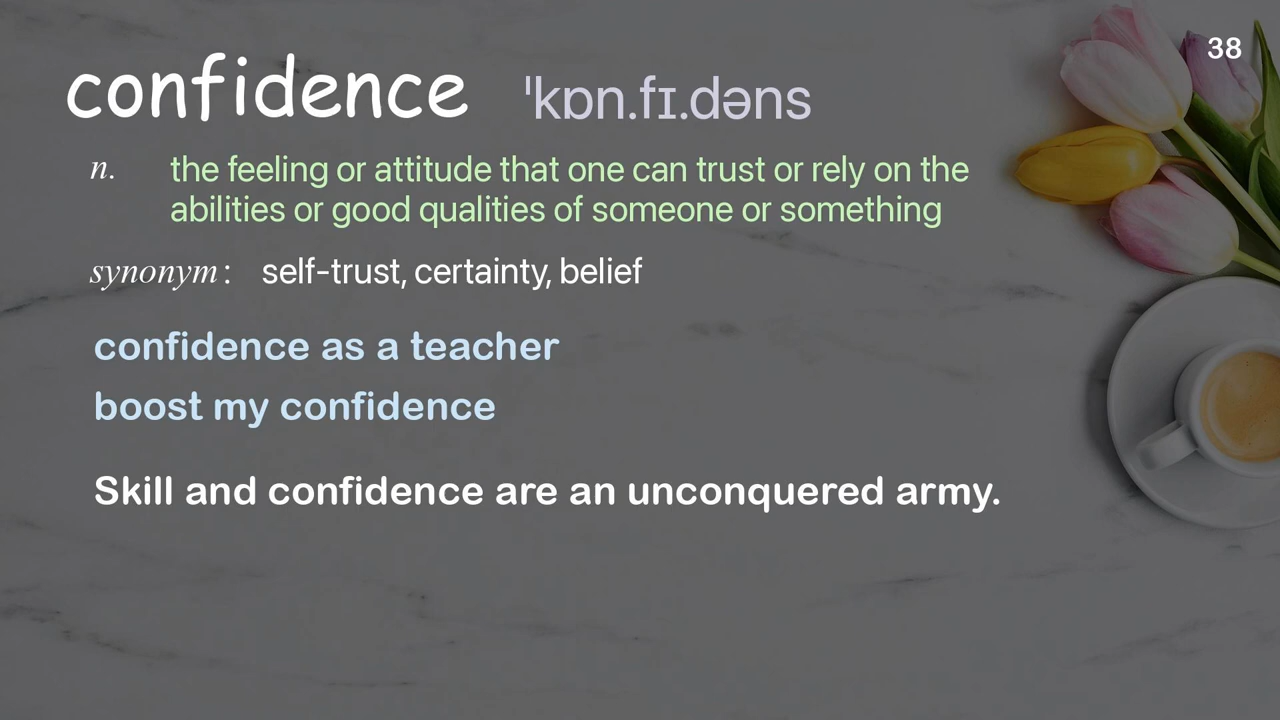 38
confidence ˈkɒn.fɪ.dəns
n. the feeling or attitude that one can trust or rely on the
abilities or good qualities of someone or something
synonym: self-trust, certainty, belief
confidence as a teacher
boost my confidence
Skill and confidence are an unconquered army.